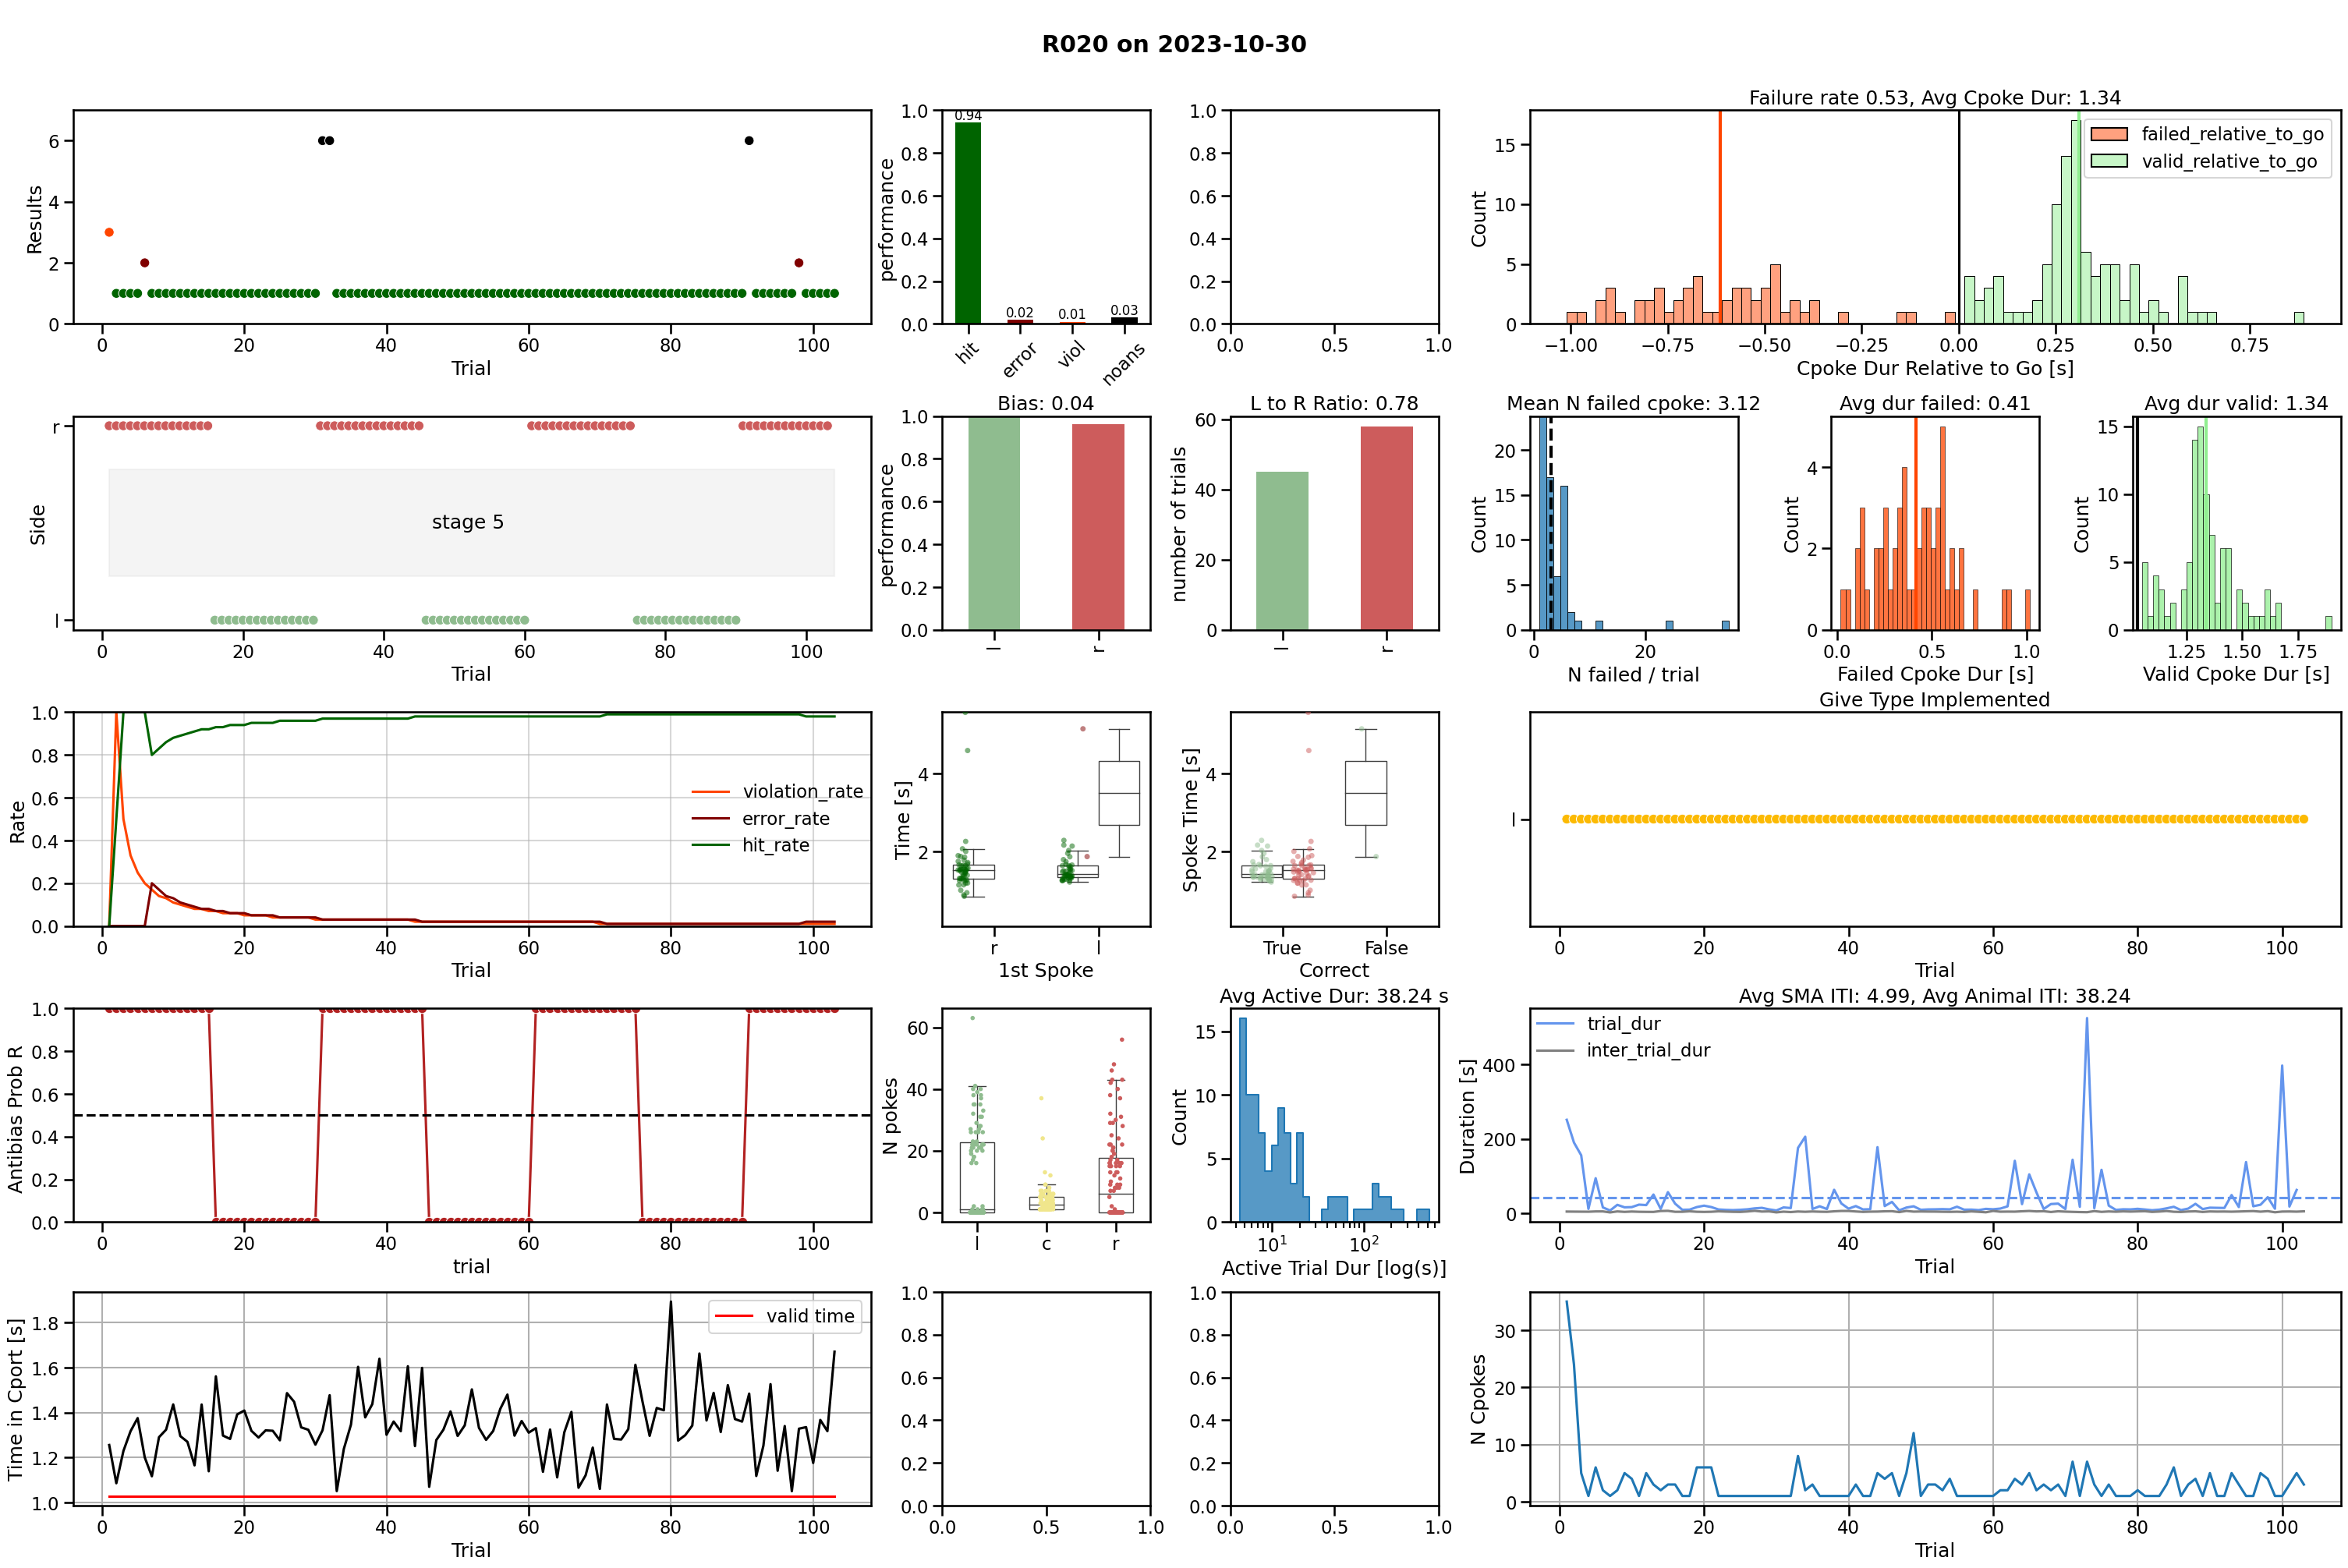 R020 on 2023-10-30
Results
6
4
2
0
0 20 40 60 80 100
Trial
performance
1.0
0.8
0.6
0.4
0.2
0.0
0.94
0.02
0.01
0.03
hit error viol noans
1.0
0.8
0.6
0.4
0.2
0.0
0.0 0.5 1.0
Failure rate 0.53, Avg Cpoke Dur: 1.34
failed_relative_to_go
valid_relative_to_go
Count
15
10
5
0
−1.00 −0.75 −0.50 −0.25 0.00 0.25 0.50 0.75
Cpoke Dur Relative to Go [s]
Side
r
stage 5
l
0 20 40 60 80 100
Trial
Bias: 0.04
performance
1.0
0.8
0.6
0.4
0.2
0.0
l r
L to R Ratio: 0.78
number of trials
60
40
20
0
l r
Mean N failed cpoke: 3.12
Count
20
15
10
5
0
0 20
N failed / trial
Avg dur failed: 0.41
Count
4
2
0
0.0 0.5 1.0
Failed Cpoke Dur [s]
Avg dur valid: 1.34
Count
15
10
5
0
1.25 1.50 1.75
Valid Cpoke Dur [s]
Rate
1.0
0.8
0.6
0.4
0.2
0.0
violation_rate
error_rate
hit_rate
0 20 40 60 80 100
Trial
Time [s]
4
2
r l
1st Spoke
Spoke Time [s]
4
2
True False
Correct
Give Type Implemented
l
0 20 40 60 80 100
Trial
Antibias Prob R
1.0
0.8
0.6
0.4
0.2
0.0
0 20 40 60 80 100
trial
N pokes
60
40
20
0
l c r
Avg Active Dur: 38.24 s
Count
15
10
5
0
10¹ 10²
Active Trial Dur [log(s)]
Avg SMA ITI: 4.99, Avg Animal ITI: 38.24
trial_dur
inter_trial_dur
Duration [s]
400
200
0
0 20 40 60 80 100
Trial
Time in Cport [s]
valid time
1.8
1.6
1.4
1.2
1.0
0 20 40 60 80 100
Trial
1.0
0.8
0.6
0.4
0.2
0.0
0.0 0.5 1.0
1.0
0.8
0.6
0.4
0.2
0.0
0.0 0.5 1.0
N Cpokes
30
20
10
0
0 20 40 60 80 100
Trial